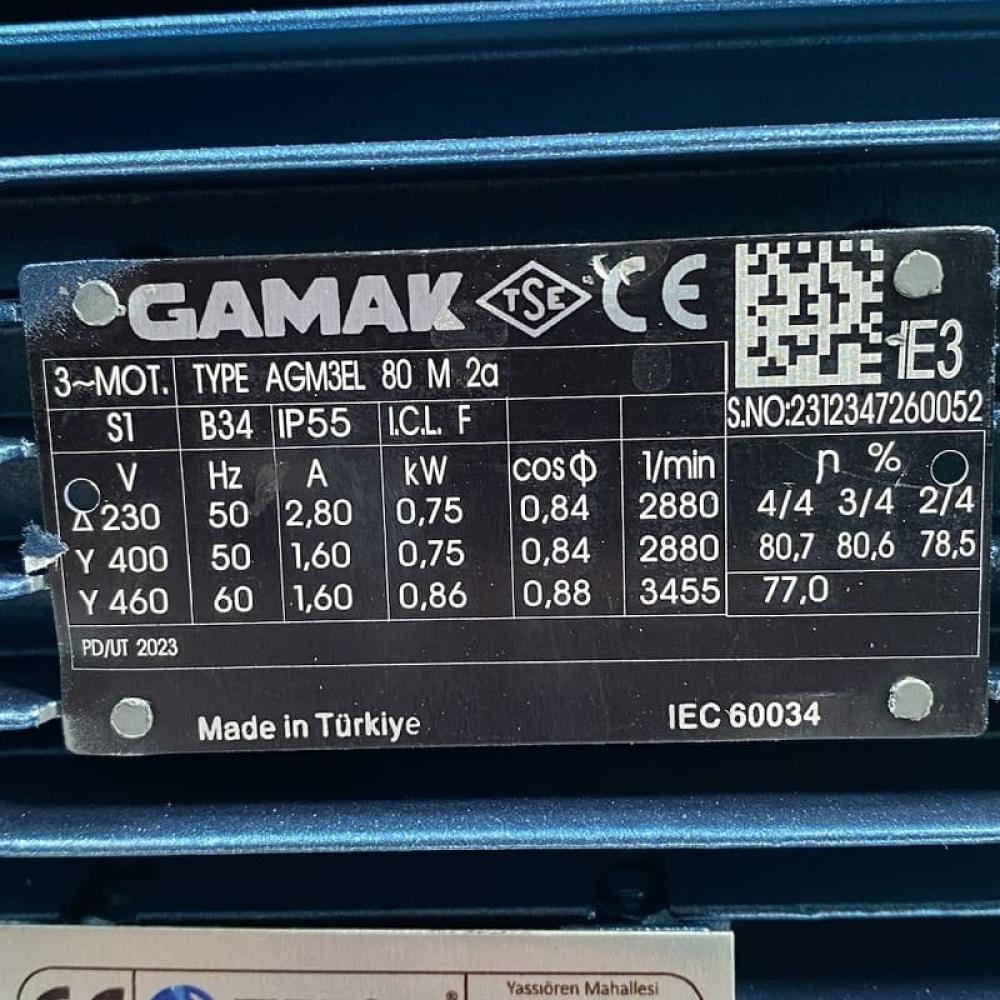 GAMAK TSE CE
IE3
3~MOT. TYPE AGM3EL 80 M 2a
S.NO:2312347260052
S1 B34 IP55 I.C.L. F
V Hz A kW cosΦ 1/min η %
Δ 230 50 2,80 0,75 0,84 2880 4/4 3/4 2/4
Y 400 50 1,60 0,75 0,84 2880 80,7 80,6 78,5
Y 460 60 1,60 0,86 0,88 3455 77,0
PD/UT 2023
Made in Türkiye IEC 60034
Yassıören Mahallesi